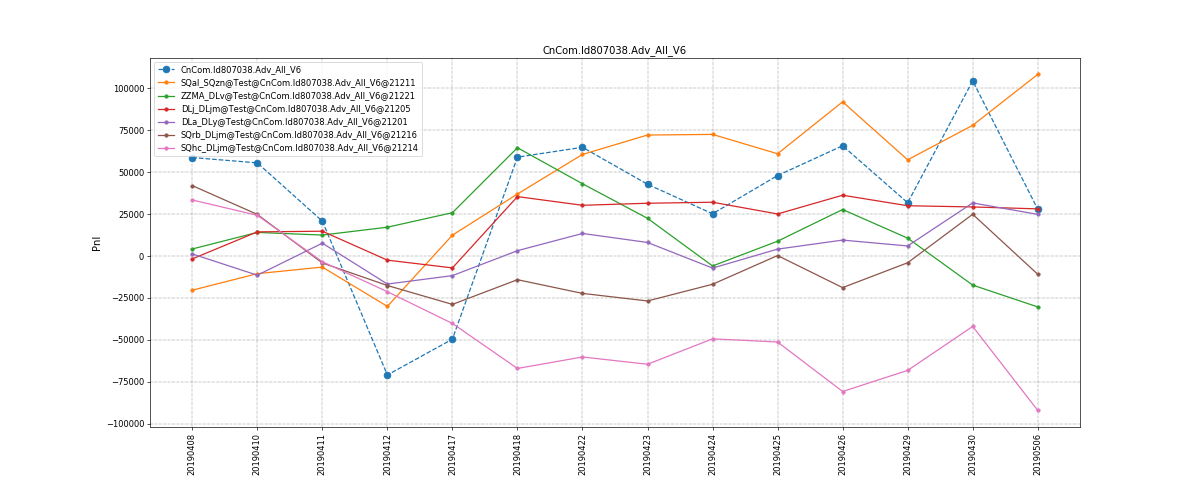 CnCom.Id807038.Adv_All_V6
CnCom.Id807038.Adv_All_V6
SQal_SQzn@Test@CnCom.Id807038.Adv_All_V6@21211
ZZMA_DLv@Test@CnCom.Id807038.Adv_All_V6@21221
DLj_DLjm@Test@CnCom.Id807038.Adv_All_V6@21205
DLa_DLy@Test@CnCom.Id807038.Adv_All_V6@21201
SQrb_DLjm@Test@CnCom.Id807038.Adv_All_V6@21216
SQhc_DLjm@Test@CnCom.Id807038.Adv_All_V6@21214
100000
75000
50000
25000
0
−25000
−50000
−75000
−100000
Pnl
20190408
20190410
20190411
20190412
20190417
20190418
20190422
20190423
20190424
20190425
20190426
20190429
20190430
20190506